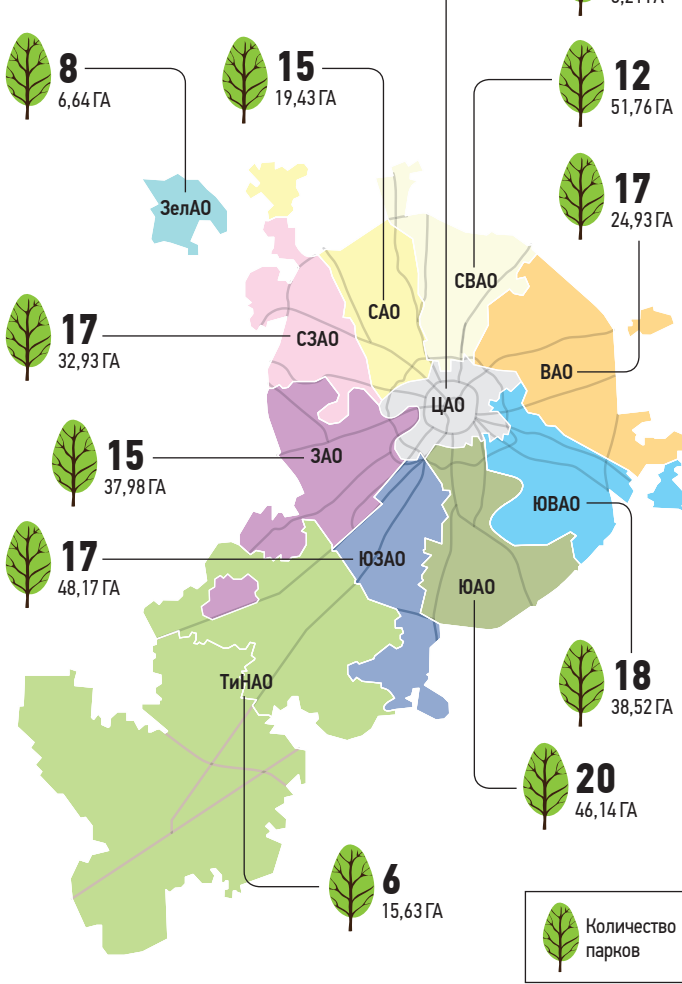 8
6,64 ГА
15
19,43 ГА
12
51,76 ГА
17
24,93 ГА
ЗелАО
СВАО
САО
СЗАО
17
32,93 ГА
ВАО
ЦАО
ЗАО
15
37,98 ГА
ЮВАО
ЮЗАО
17
48,17 ГА
ЮАО
ТиНАО
18
38,52 ГА
20
46,14 ГА
6
15,63 ГА
Количество
парков